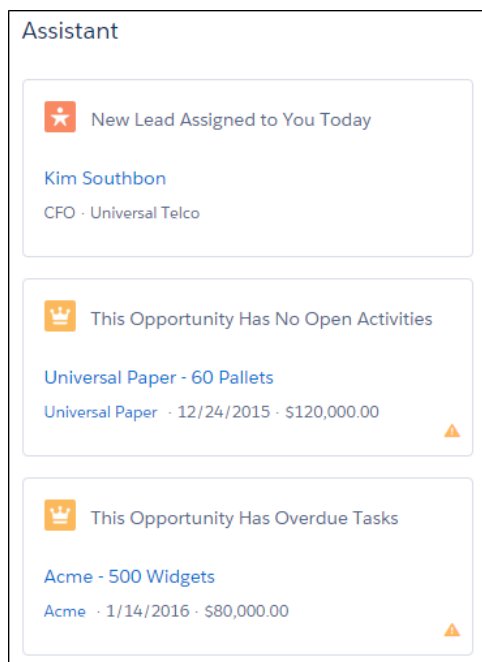 Assistant
New Lead Assigned to You Today
Kim Southbon
CFO · Universal Telco
This Opportunity Has No Open Activities
Universal Paper - 60 Pallets
Universal Paper · 12/24/2015 · $120,000.00
This Opportunity Has Overdue Tasks
Acme - 500 Widgets
Acme · 1/14/2016 · $80,000.00